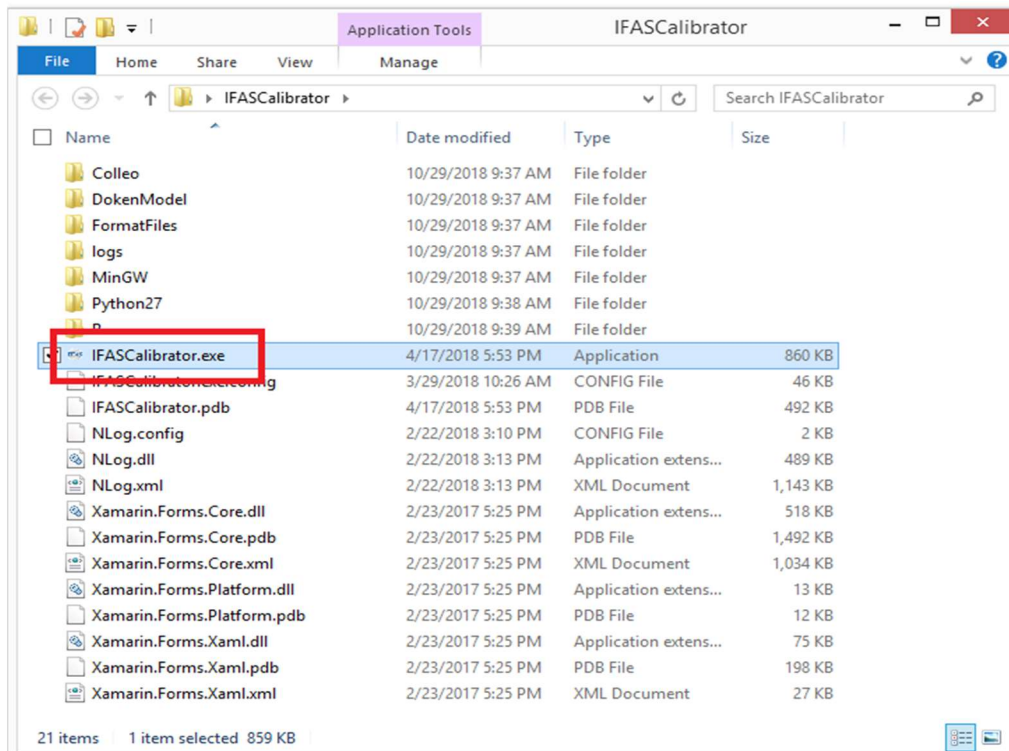 Application Tools IFASCalibrator
File Home Share View Manage
IFASCalibrator Search IFASCalibrator
Name Date modified Type Size
Colleo 10/29/2018 9:37 AM File folder
DokenModel 10/29/2018 9:37 AM File folder
FormatFiles 10/29/2018 9:37 AM File folder
logs 10/29/2018 9:37 AM File folder
MinGW 10/29/2018 9:37 AM File folder
Python27 10/29/2018 9:38 AM File folder
10/29/2018 9:39 AM File folder
IFASCalibrator.exe 4/17/2018 5:53 PM Application 860 KB
IFASCalibrator.exe.config 3/29/2018 10:26 AM CONFIG File 46 KB
IFASCalibrator.pdb 4/17/2018 5:53 PM PDB File 492 KB
NLog.config 2/22/2018 3:10 PM CONFIG File 2 KB
NLog.dll 2/22/2018 3:13 PM Application extens... 489 KB
NLog.xml 2/22/2018 3:13 PM XML Document 1,143 KB
Xamarin.Forms.Core.dll 2/23/2017 5:25 PM Application extens... 518 KB
Xamarin.Forms.Core.pdb 2/23/2017 5:25 PM PDB File 1,492 KB
Xamarin.Forms.Core.xml 2/23/2017 5:25 PM XML Document 1,034 KB
Xamarin.Forms.Platform.dll 2/23/2017 5:25 PM Application extens... 13 KB
Xamarin.Forms.Platform.pdb 2/23/2017 5:25 PM PDB File 12 KB
Xamarin.Forms.Xaml.dll 2/23/2017 5:25 PM Application extens... 75 KB
Xamarin.Forms.Xaml.pdb 2/23/2017 5:25 PM PDB File 198 KB
Xamarin.Forms.Xaml.xml 2/23/2017 5:25 PM XML Document 27 KB
21 items 1 item selected 859 KB